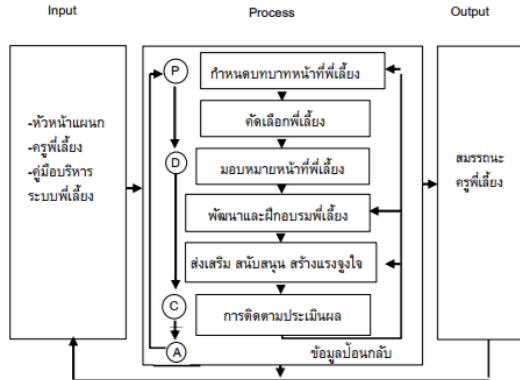 Input
Process
Output
-หัวหน้าแผนก
-ครูพี่เลี้ยง
-คู่มือบริหาร
ระบบพี่เลี้ยง
P
D
C
A
กำหนดบทบาทหน้าที่พี่เลี้ยง
คัดเลือกพี่เลี้ยง
มอบหมายหน้าที่พี่เลี้ยง
พัฒนาและฝึกอบรมพี่เลี้ยง
ส่งเสริม สนับสนุน สร้างแรงจูงใจ
การติดตามประเมินผล
ข้อมูลป้อนกลับ
สมรรถนะ
ครูพี่เลี้ยง